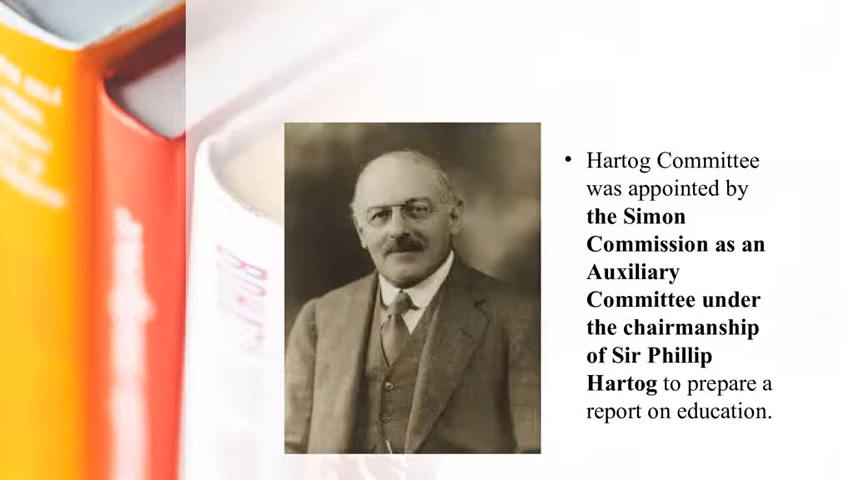 • Hartog Committee
was appointed by
the Simon
Commission as an
Auxiliary
Committee under
the chairmanship
of Sir Phillip
Hartog to prepare a
report on education.